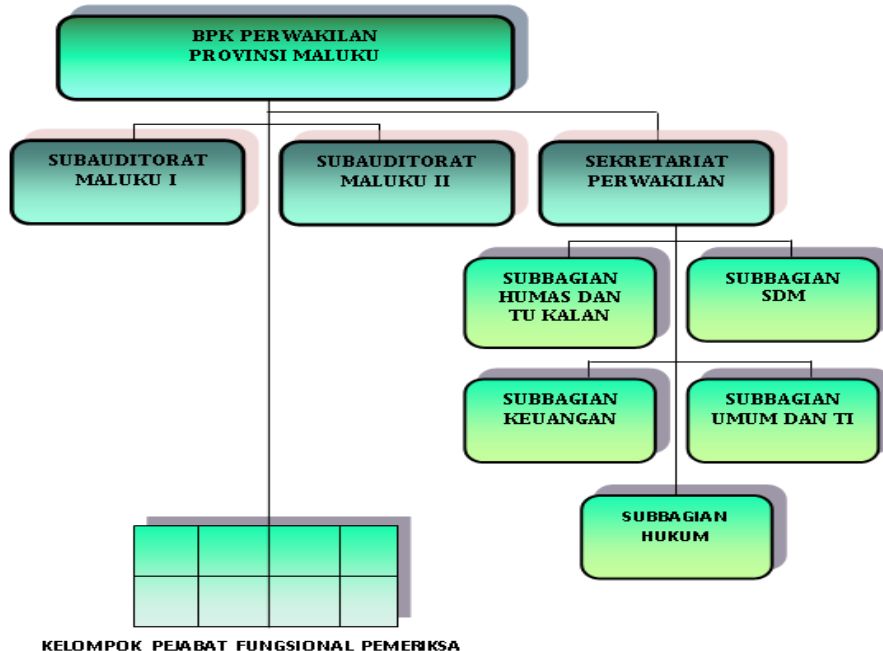 BPK PERWAKILAN
PROVINSI MALUKU
SUBAUDITORAT
MALUKU I
SUBAUDITORAT
MALUKU II
SEKRETARIAT
PERWAKILAN
SUBBAGIAN
HUMAS DAN
TU KALAN
SUBBAGIAN
SDM
SUBBAGIAN
KEUANGAN
SUBBAGIAN
UMUM DAN TI
SUBBAGIAN
HUKUM
KELOMPOK PEJABAT FUNGSIONAL PEMERIKSA